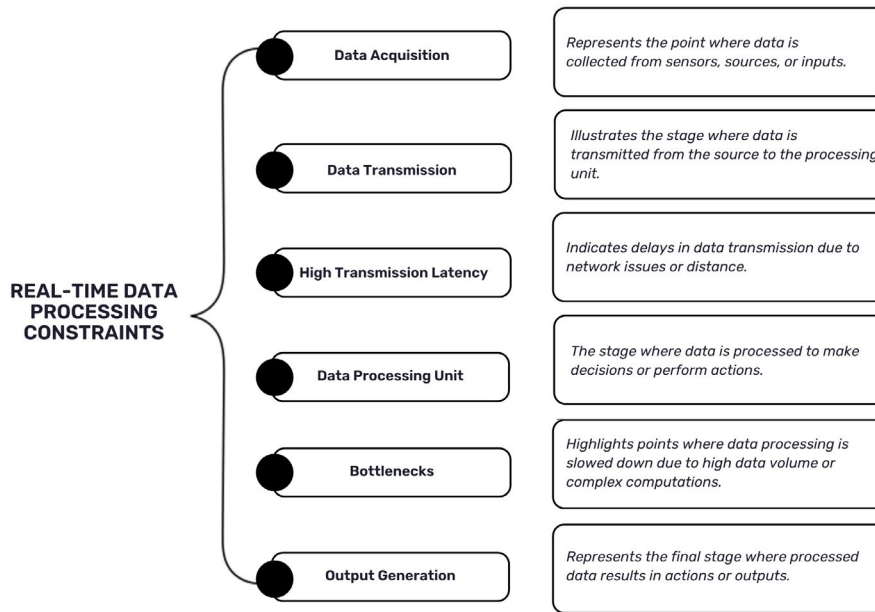 REAL-TIME DATA
PROCESSING
CONSTRAINTS
Data Acquisition
Represents the point where data is
collected from sensors, sources, or inputs.
Data Transmission
Illustrates the stage where data is
transmitted from the source to the processing
unit.
High Transmission Latency
Indicates delays in data transmission due to
network issues or distance.
Data Processing Unit
The stage where data is processed to make
decisions or perform actions.
Bottlenecks
Highlights points where data processing is
slowed down due to high data volume or
complex computations.
Output Generation
Represents the final stage where processed
data results in actions or outputs.